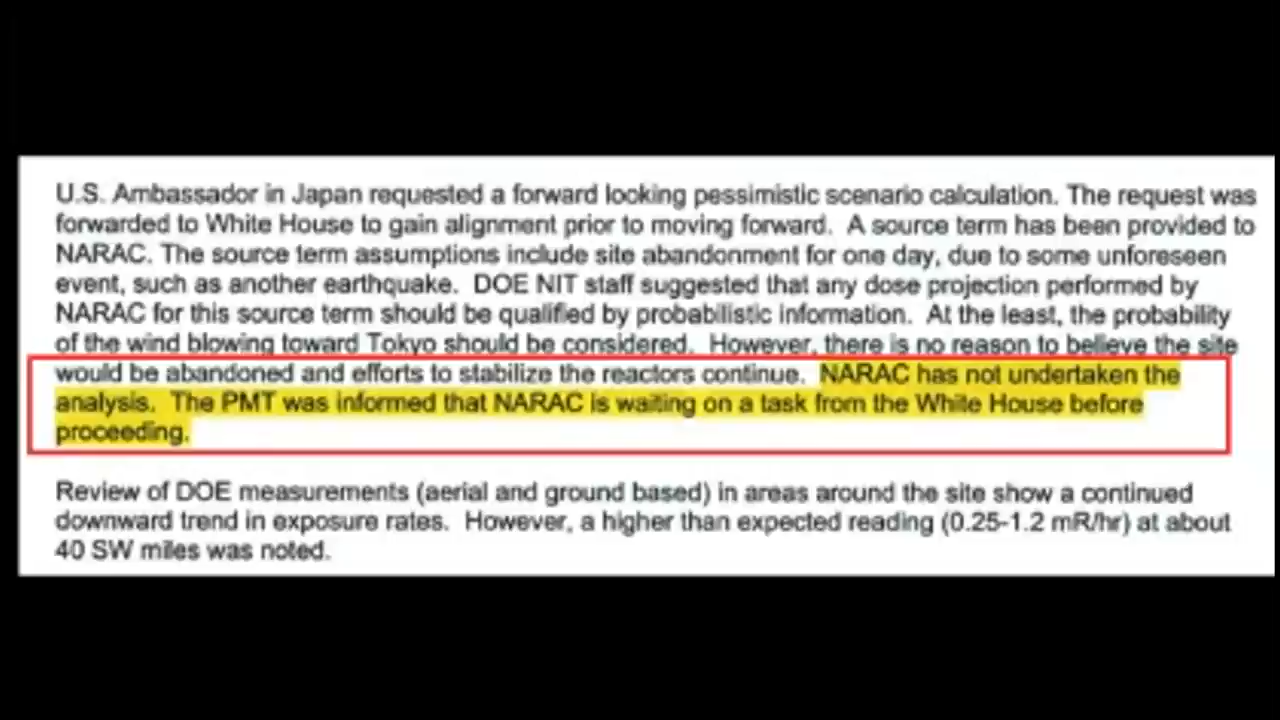 U.S. Ambassador in Japan requested a forward looking pessimistic scenario calculation. The request was
forwarded to White House to gain alignment prior to moving forward. A source term has been provided to
NARAC. The source term assumptions include site abandonment for one day, due to some unforeseen
event, such as another earthquake. DOE NIT staff suggested that any dose projection performed by
NARAC for this source term should be qualified by probabilistic information. At the least, the probability
of the wind blowing toward Tokyo should be considered. However, there is no reason to believe the site
would be abandoned and efforts to stabilize the reactors continue. NARAC has not undertaken the
analysis. The PMT was informed that NARAC is waiting on a task from the White House before
proceeding.
Review of DOE measurements (aerial and ground based) in areas around the site show a continued
downward trend in exposure rates. However, a higher than expected reading (0.25-1.2 mR/hr) at about
40 SW miles was noted.